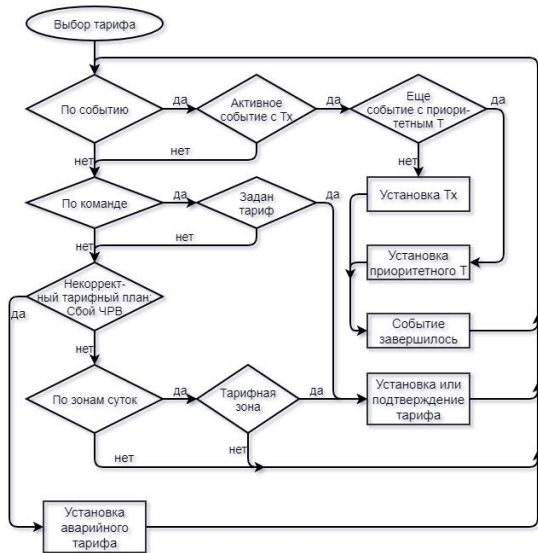 Выбор тарифа
По событию
да
Активное
событие с Тх
да
Еще
событие с приори-
тетным Т
да
нет
нет
нет
По команде
да
Задан
тариф
да
Установка Тх
нет
нет
Установка
приоритетного Т
Некоррект-
ный тарифный план;
Сбой ЧРВ
да
Событие
завершилось
нет
По зонам суток
да
Тарифная
зона
да
Установка или
подтверждение
тарифа
нет
нет
Установка
аварийного
тарифа